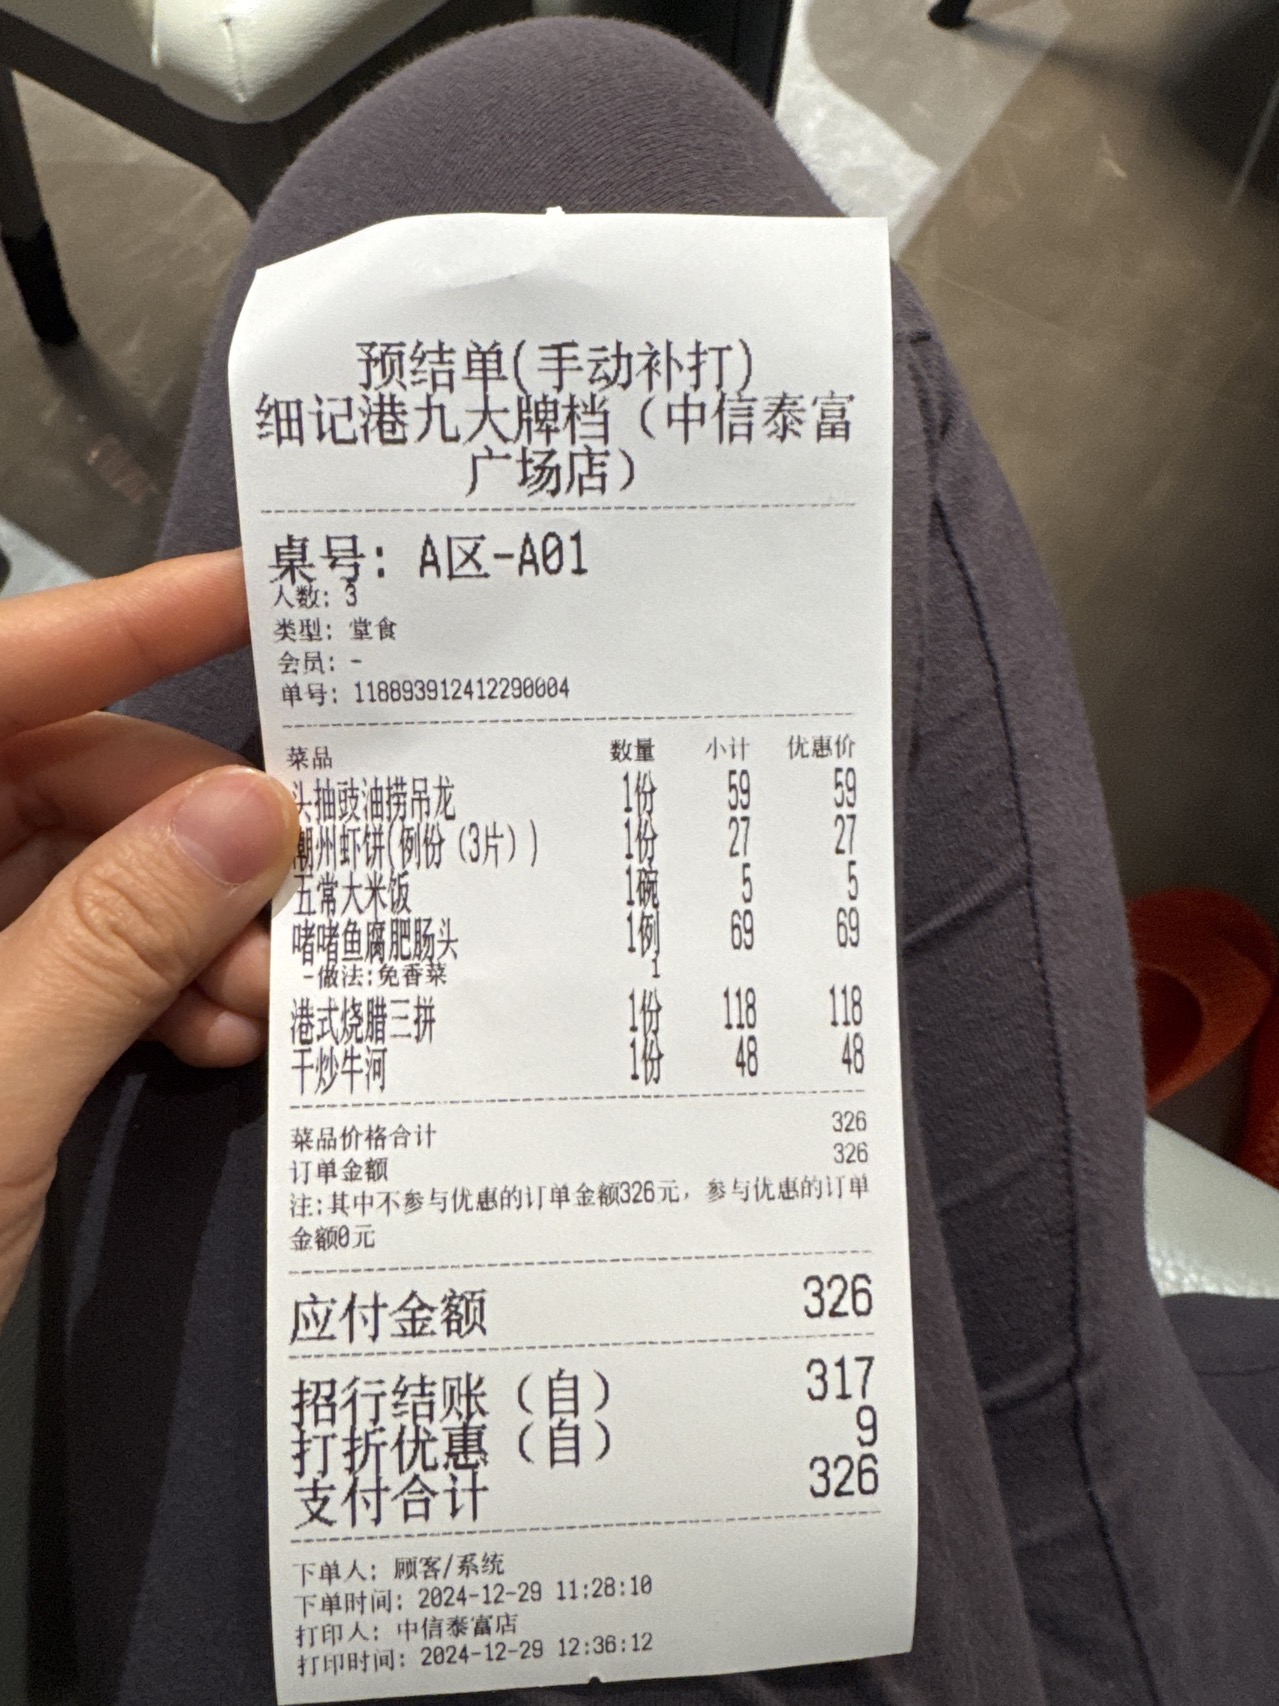 预结单(手动补打)
细记港九大牌档（中信泰富
广场店）
桌号: A区-A01
人数: 3
类型: 堂食
会员: -
单号: 118893912412290004
菜品 数量 小计 优惠价
头抽豉油捞吊龙 1份 59 59
潮州虾饼(例份（3片）) 1份 27 27
五常大米饭 1碗 5 5
啫啫鱼腐肥肠头 1例 69 69
-做法:免香菜 1
港式烧腊三拼 1份 118 118
干炒牛河 1份 48 48
菜品价格合计 326
订单金额 326
注:其中不参与优惠的订单金额326元，参与优惠的订单
金额0元
应付金额 326
招行结账（自） 317
打折优惠（自） 9
支付合计 326
下单人: 顾客/系统
下单时间: 2024-12-29 11:28:10
打印人: 中信泰富店
打印时间: 2024-12-29 12:36:12